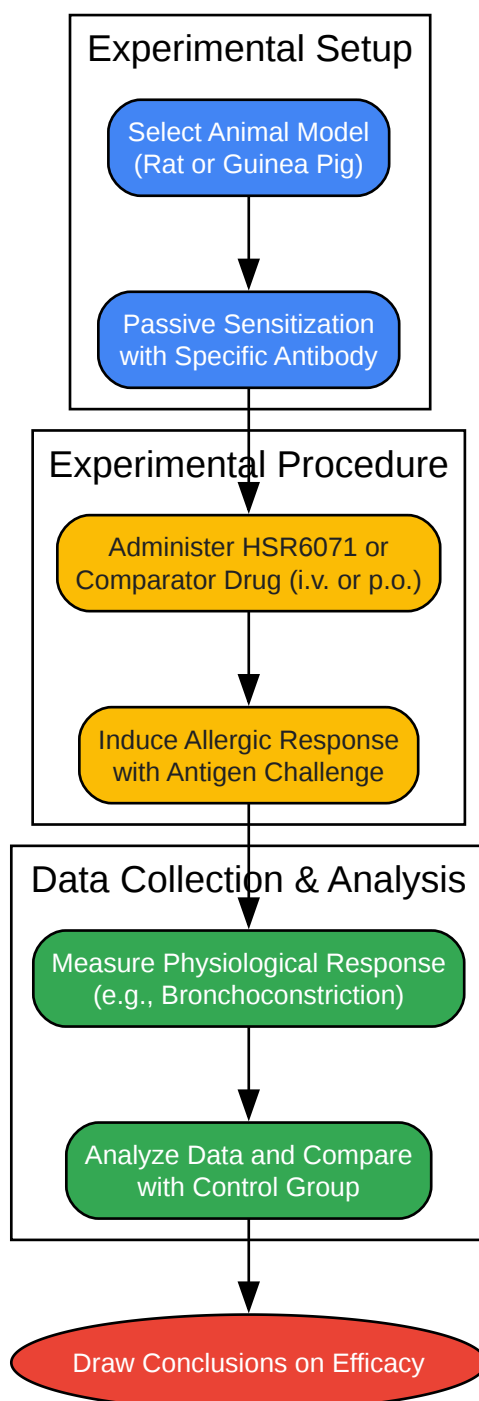 Experimental Setup
Select Animal Model
(Rat or Guinea Pig)
Passive Sensitization
with Specific Antibody
Experimental Procedure
Administer HSR6071 or
Comparator Drug (i.v. or p.o.)
Induce Allergic Response
with Antigen Challenge
Data Collection & Analysis
Measure Physiological Response
(e.g., Bronchoconstriction)
Analyze Data and Compare
with Control Group
Draw Conclusions on Efficacy